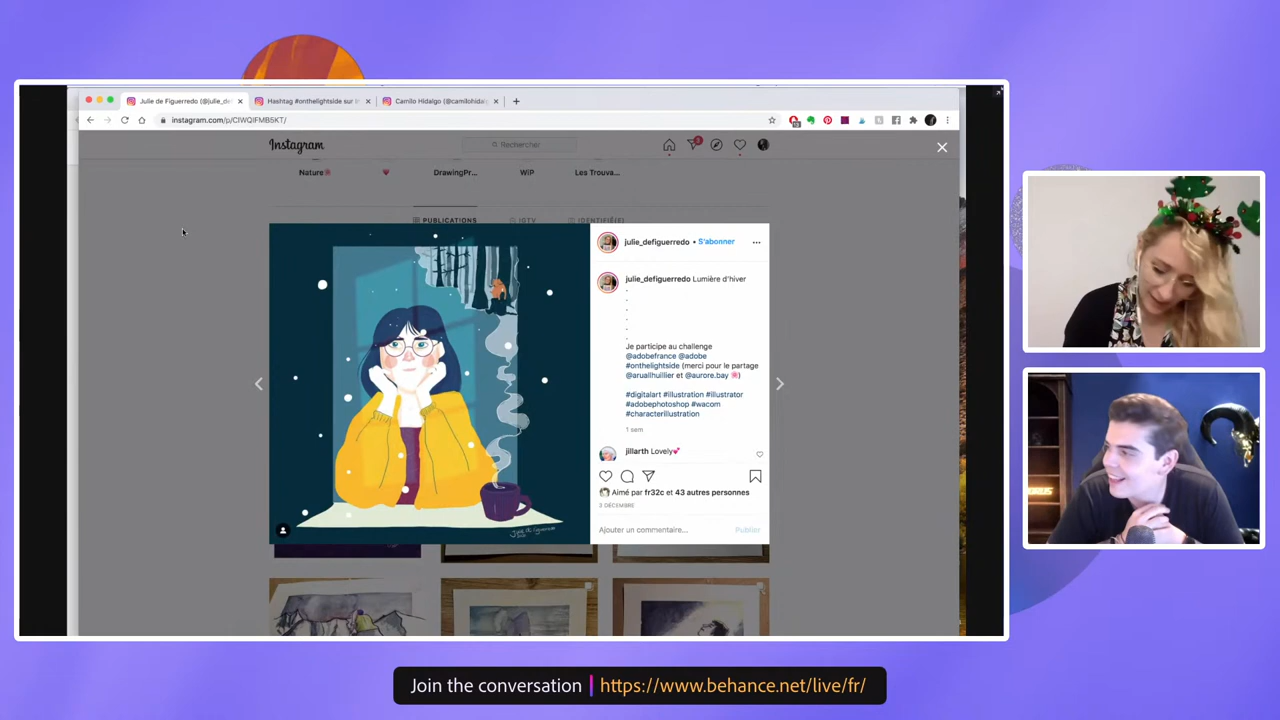 Julie de Figuerredo (@julie_de
Hashtag #onthelightside sur In
Camilo Hidalgo (@camilohidalg
instagram.com/p/CIWQIFMB5KT/
Instagram
Rechercher
Nature🌸
DrawingPr...
WIP
Les Trouva...
PUBLICATIONS
IGTV
IDENTIFIÉ(E)
julie_defiguerredo • S'abonner
julie_defiguerredo Lumière d'hiver
.
.
.
.
.
Je participe au challenge
@adobefrance @adobe
#onthelightside (merci pour le partage
@arualhuillier et @aurore.bay 🌸)
#digitalart #illustration #illustrator
#adobephotoshop #wacom
#characterillustration
1 sem
jillarth Lovely💕
Aimé par fr32c et 43 autres personnes
3 DÉCEMBRE
Ajouter un commentaire...
Publier
Join the conversation | https://www.behance.net/live/fr/